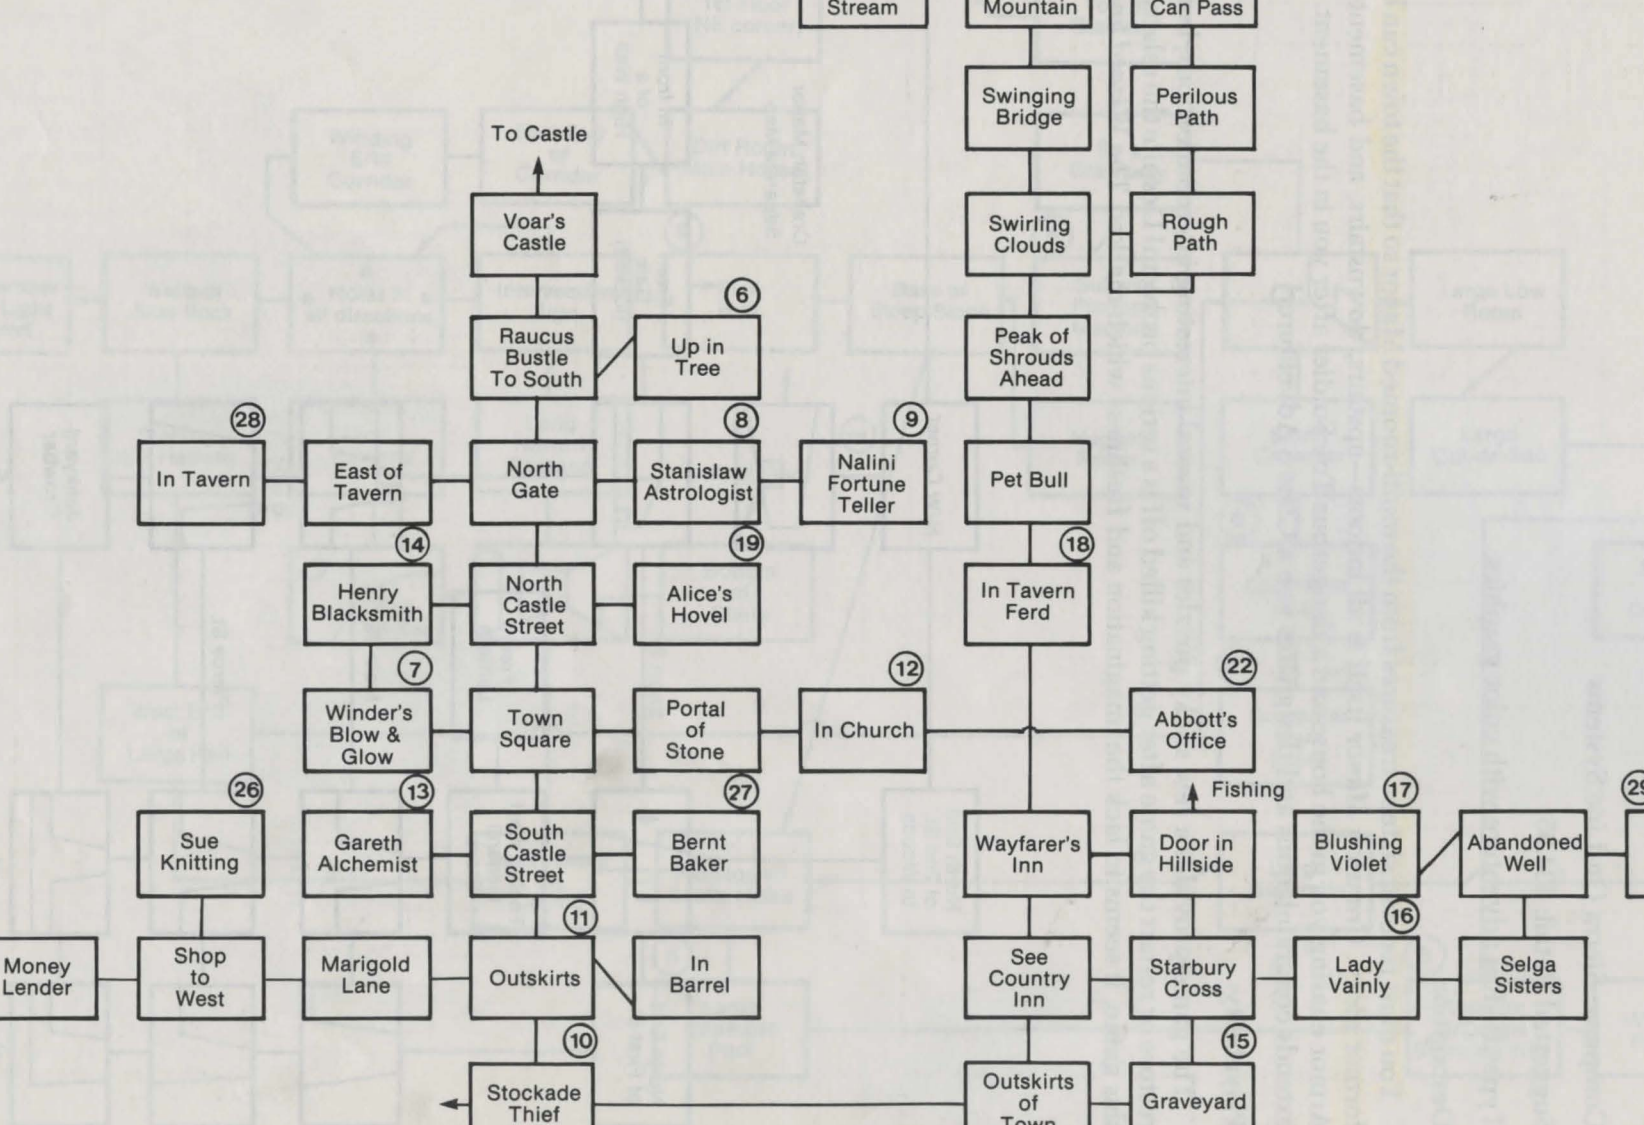 Stream
Mountain
Can Pass
Swinging
Bridge
Perilous
Path
To Castle
Voar's
Castle
Swirling
Clouds
Rough
Path
6
Raucus
Bustle
To South
Up in
Tree
Peak of
Shrouds
Ahead
28
8
9
In Tavern
East of
Tavern
North
Gate
Stanislaw
Astrologist
Nalini
Fortune
Teller
Pet Bull
14
19
18
Henry
Blacksmith
North
Castle
Street
Alice's
Hovel
In Tavern
Ferd
7
12
22
Winder's
Blow &
Glow
Town
Square
Portal
of
Stone
In Church
Abbott's
Office
Fishing
26
13
27
17
29
Sue
Knitting
Gareth
Alchemist
South
Castle
Street
Bernt
Baker
Wayfarer's
Inn
Door in
Hillside
Blushing
Violet
Abandoned
Well
11
16
Money
Lender
Shop
to
West
Marigold
Lane
Outskirts
In
Barrel
See
Country
Inn
Starbury
Cross
Lady
Vainly
Selga
Sisters
10
15
Stockade
Thief
Outskirts
of
Town
Graveyard